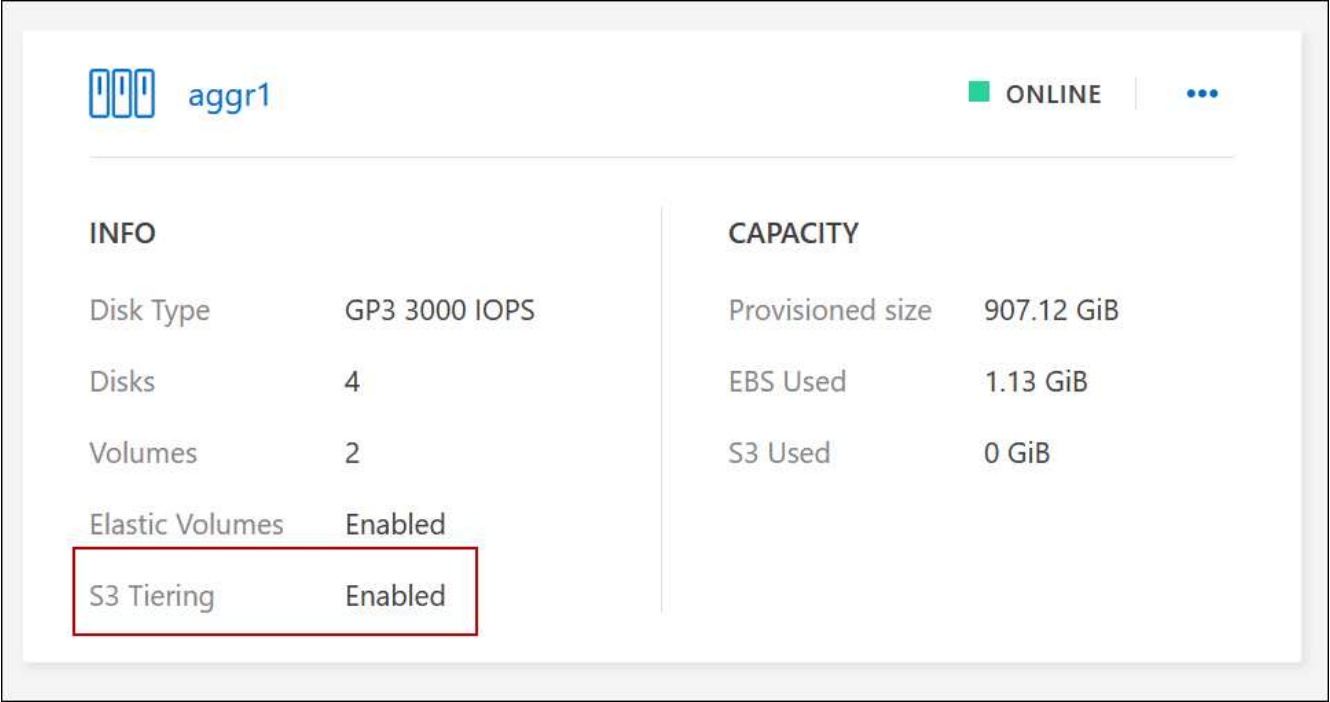 aggr1
ONLINE
INFO
Disk Type GP3 3000 IOPS
Disks 4
Volumes 2
Elastic Volumes Enabled
S3 Tiering Enabled
CAPACITY
Provisioned size 907.12 GiB
EBS Used 1.13 GiB
S3 Used 0 GiB